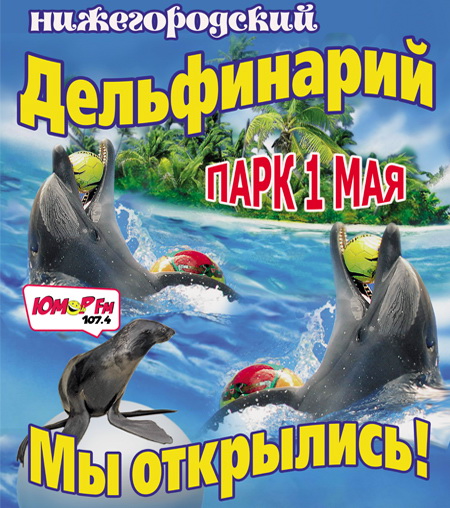 нижегородский
Дельфинарий
ПАРК 1 МАЯ
ЮМОР FM
107.4
Мы открылись!